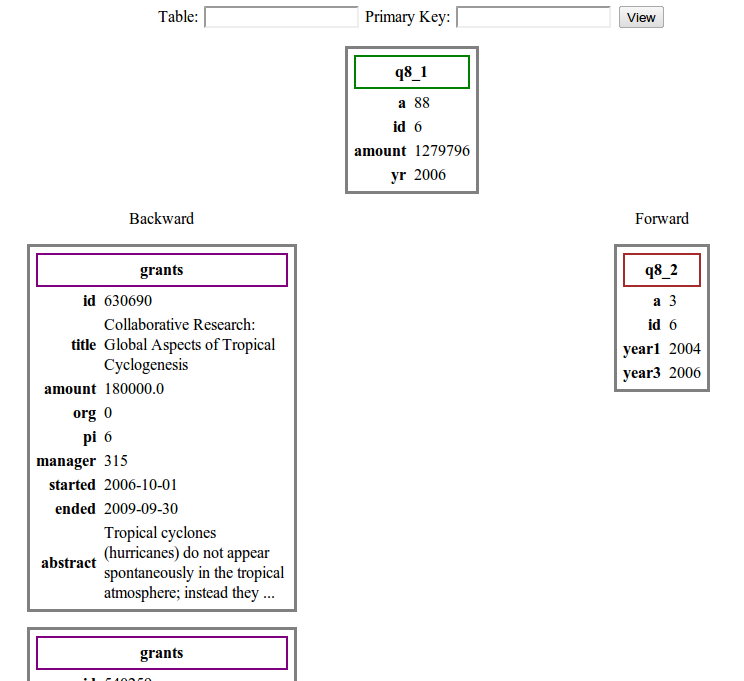 Table: Primary Key: View
q8_1
a 88
id 6
amount 1279796
yr 2006
Backward Forward
grants
id 630690
title Collaborative Research:
Global Aspects of Tropical
Cyclogenesis
amount 180000.0
org 0
pi 6
manager 315
started 2006-10-01
ended 2009-09-30
abstract Tropical cyclones
(hurricanes) do not appear
spontaneously in the tropical
atmosphere; instead they ...
q8_2
a 3
id 6
year1 2004
year3 2006
grants